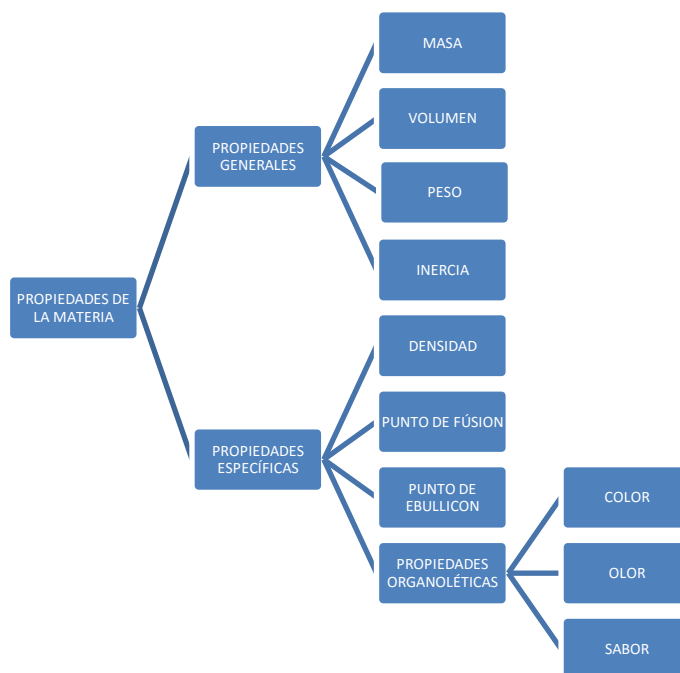 PROPIEDADES DE
LA MATERIA
PROPIEDADES
GENERALES
MASA
VOLUMEN
PESO
INERCIA
PROPIEDADES
ESPECÍFICAS
DENSIDAD
PUNTO DE FÚSION
PUNTO DE
EBULLICON
PROPIEDADES
ORGANOLÉTICAS
COLOR
OLOR
SABOR